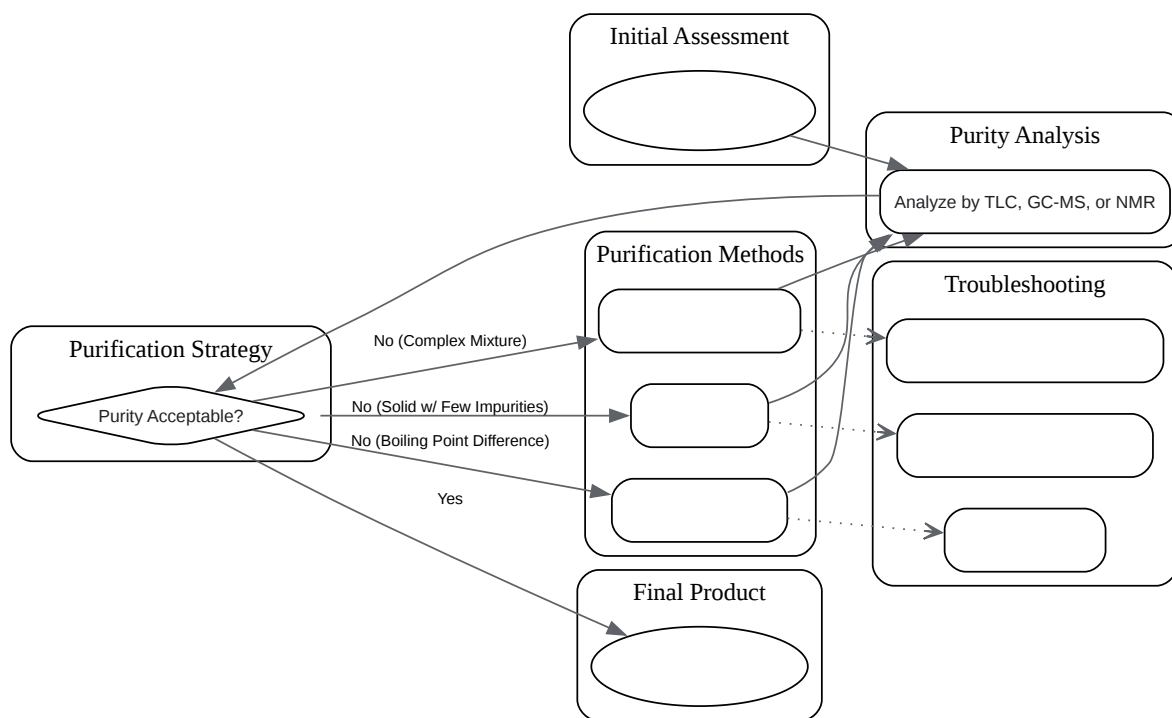 Initial Assessment
Purity Analysis
Analyze by TLC, GC-MS, or NMR
Purification Methods
Troubleshooting
Purification Strategy
Purity Acceptable?
No (Complex Mixture)
No (Solid w/ Few Impurities)
No (Boiling Point Difference)
Yes
Final Product